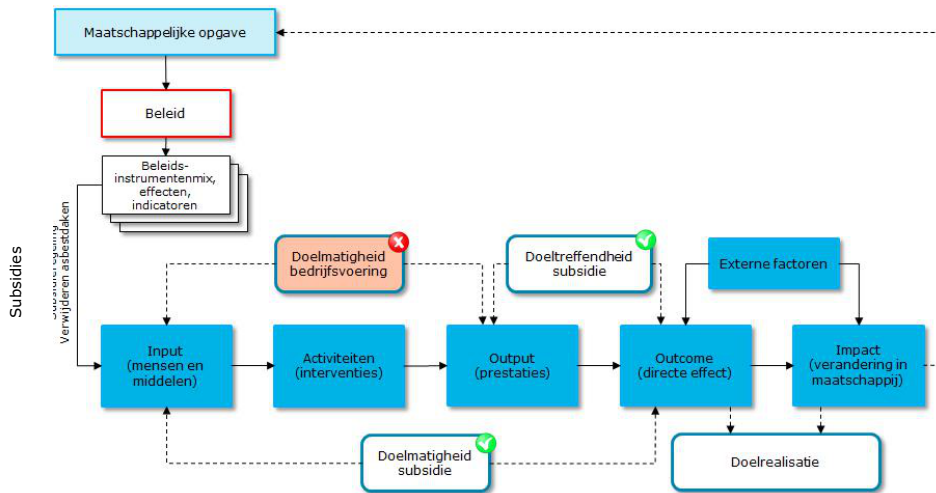 Maatschappelijke opgave
Beleid
Beleids-
instrumentenmix,
effecten,
indicatoren
Subsidies
Verwijderen asbestdaken
Doelmatigheid
bedrijfsvoering
Doeltreffendheid
subsidie
Externe factoren
Input
(mensen en
middelen)
Activiteiten
(interventies)
Output
(prestaties)
Outcome
(directe effect)
Impact
(verandering in
maatschappij)
Doelmatigheid
subsidie
Doelrealisatie